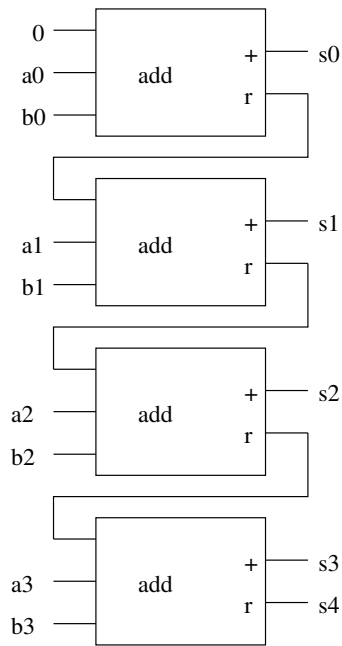 0
+ s0
a0 add
r
b0
+ s1
a1 add
r
b1
+ s2
a2 add
r
b2
+ s3
a3 add
r s4
b3